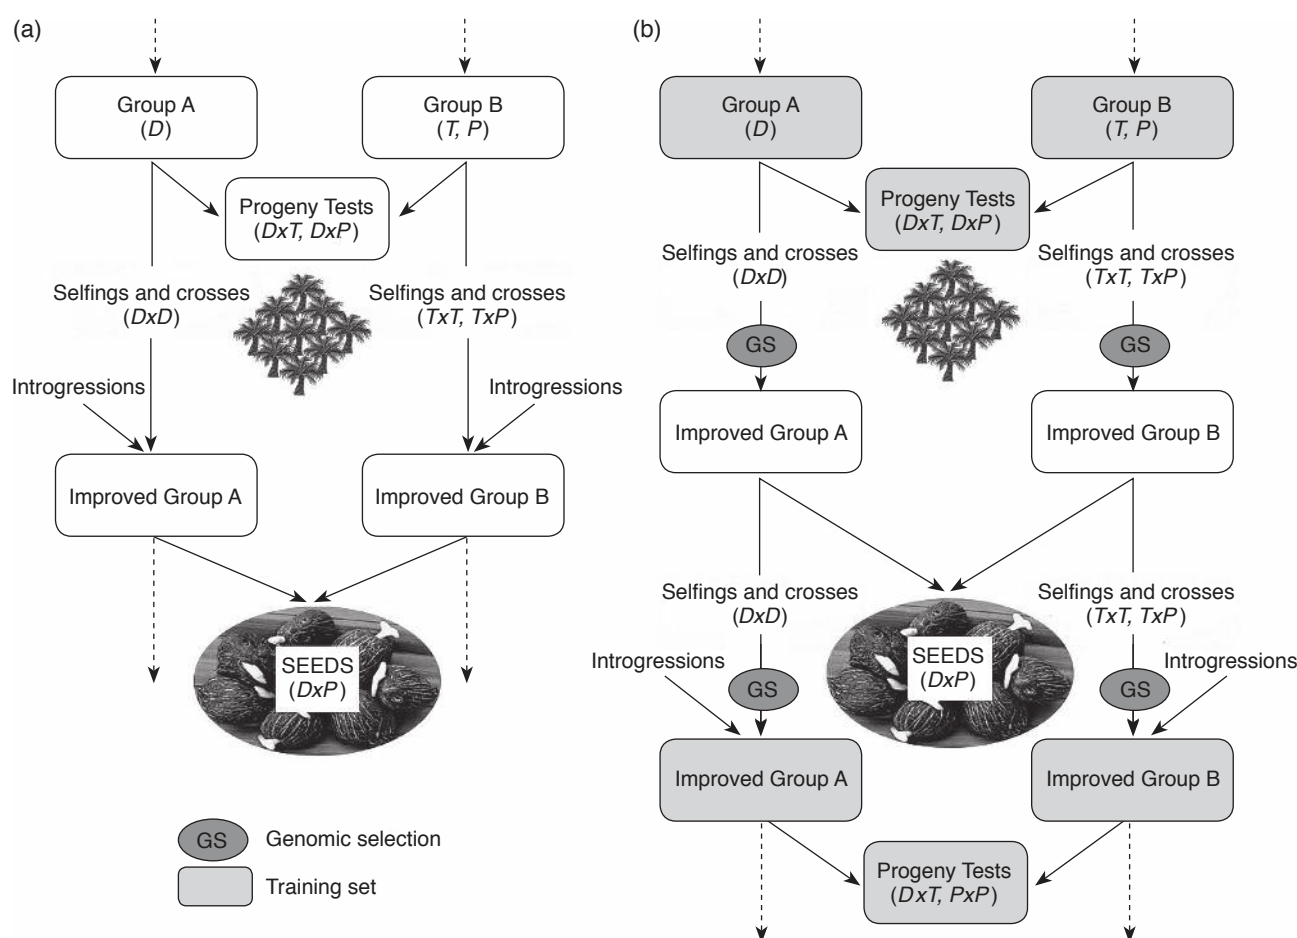 (a)
Group A
(D)
Group B
(T, P)
Progeny Tests
(DxT, DxP)
Selfings and crosses
(DxD)
Selfings and crosses
(TxT, TxP)
Introgressions
Introgressions
Improved Group A
Improved Group B
SEEDS
(DxP)
GS
Genomic selection
Training set
(b)
Group A
(D)
Group B
(T, P)
Progeny Tests
(DxT, DxP)
Selfings and crosses
(DxD)
Selfings and crosses
(TxT, TxP)
GS
GS
Improved Group A
Improved Group B
Selfings and crosses
(DxD)
Selfings and crosses
(TxT, TxP)
Introgressions
SEEDS
(DxP)
Introgressions
GS
GS
Improved Group A
Improved Group B
Progeny Tests
(DxT, PxP)